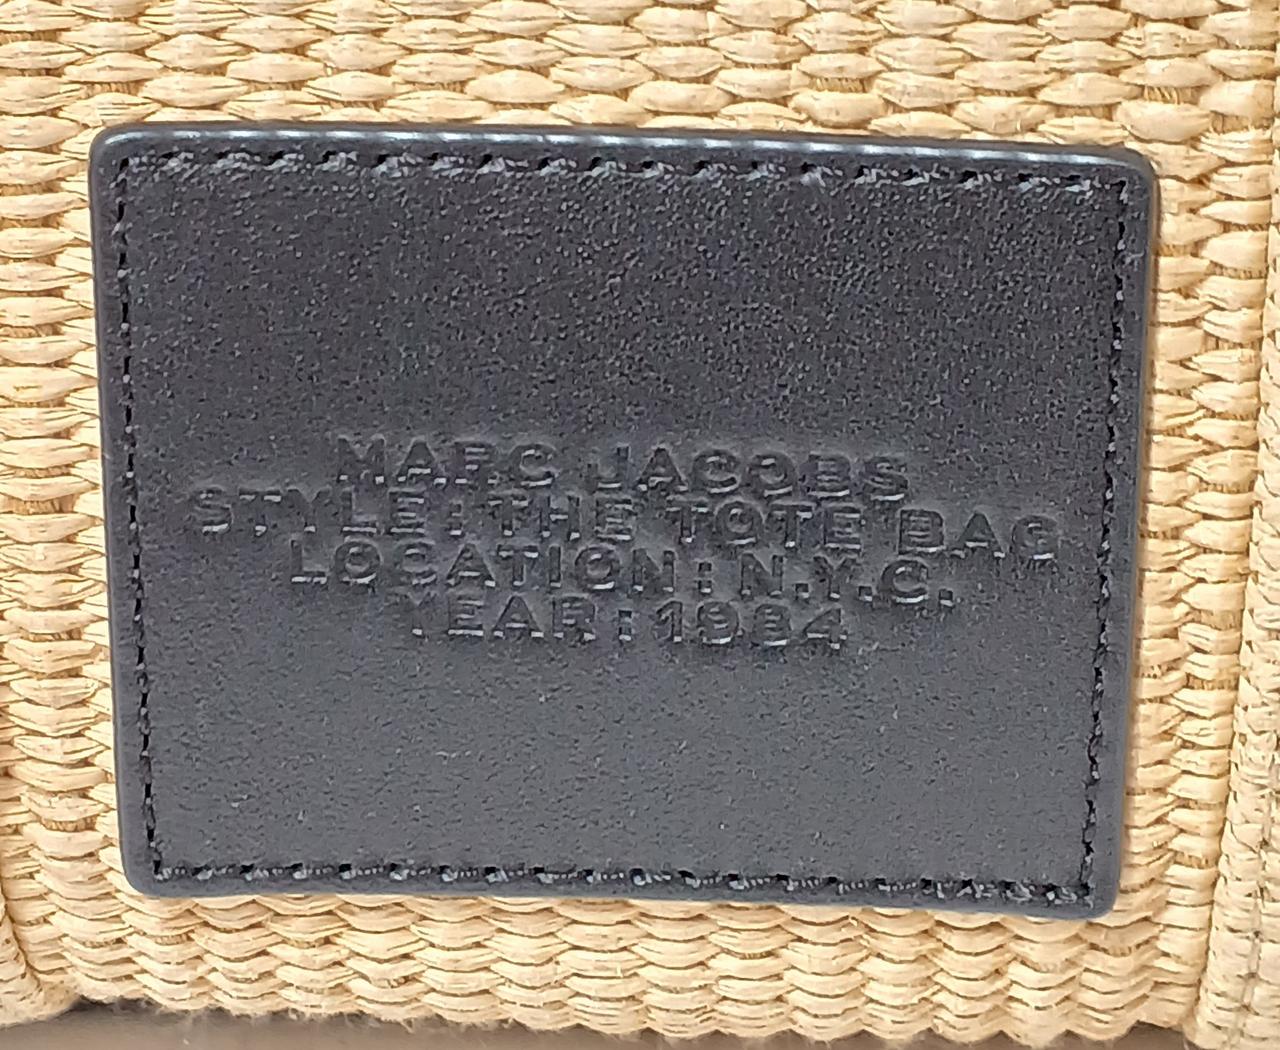 MARC JACOBS
STYLE: THE TOTE BAG
LOCATION: N.Y.C.
YEAR: 1984